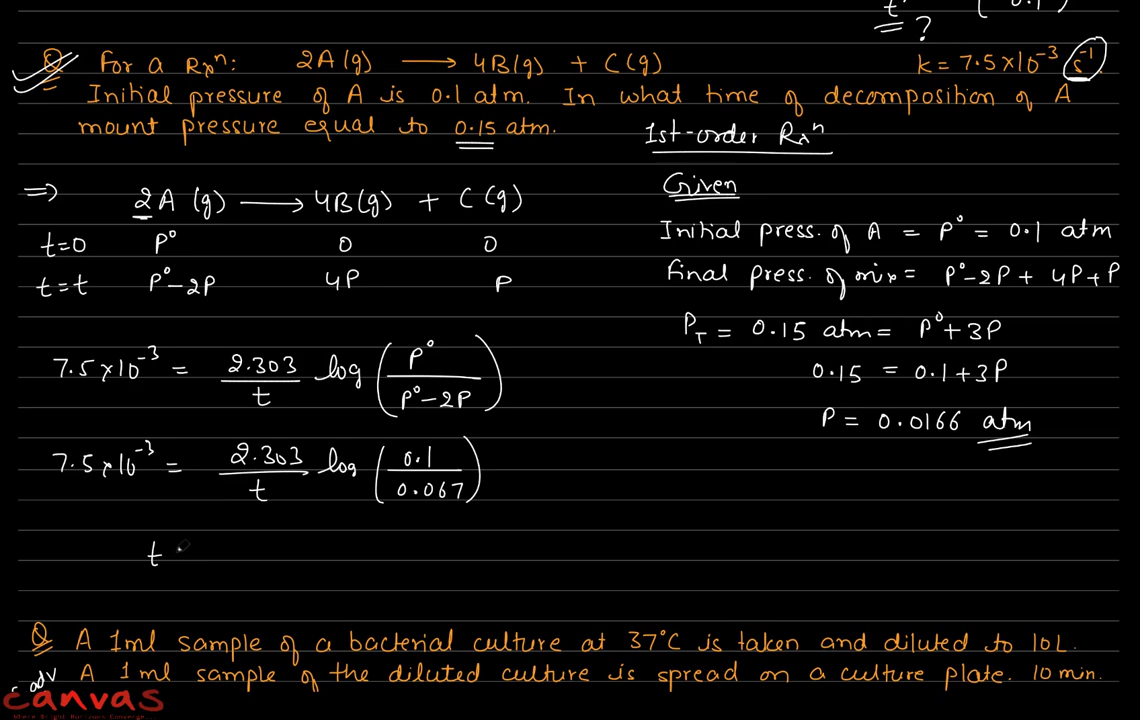 t ( 0.1 )
?
Q For a Rxⁿ: 2A(g) ⟶ 4B(g) + C(g) k = 7.5×10⁻³ s⁻¹.
Initial pressure of A is 0.1 atm. In what time of decomposition of A
mount pressure equal to 0.15 atm.
1st-order Rxⁿ
⇒ 2A(g) ⟶ 4B(g) + C(g)
t=0 P° 0 0
t=t P°-2P 4P P
7.5×10⁻³ = 2.303/t log (P°/P°-2P)
7.5×10⁻³ = 2.303/t log (0.1/0.067)
t
Given
Initial press. of A = P° = 0.1 atm
Final press. of mix = P°-2P + 4P+P
P_T = 0.15 atm = P°+3P
0.15 = 0.1+3P
P = 0.0166 atm
Q A 1ml sample of a bacterial culture at 37°C is taken and diluted to 10L.
adv A 1ml sample of the diluted culture is spread on a culture plate. 10 min.
canvas